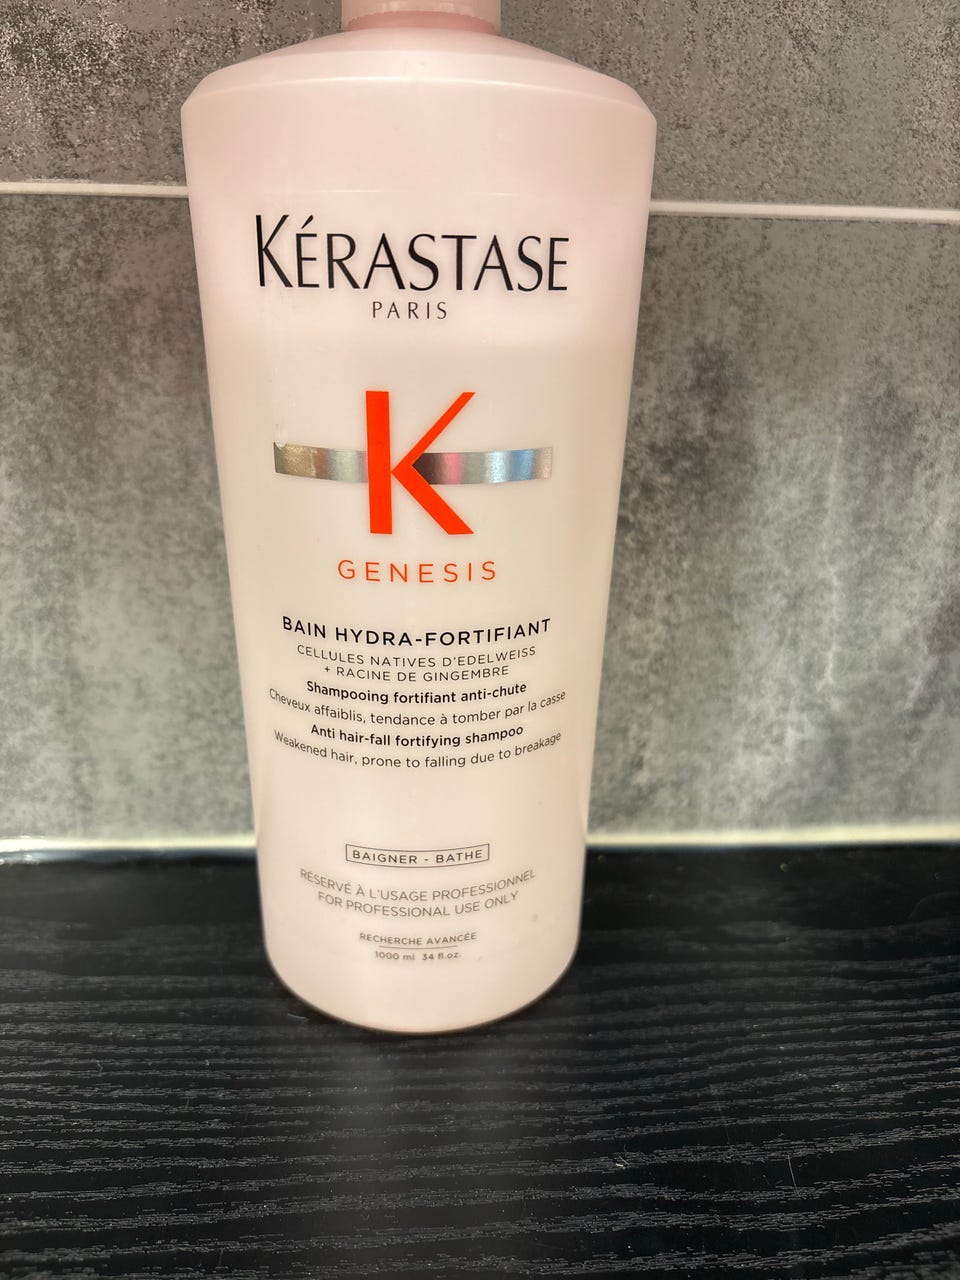 KÉRASTASE
PARIS
K
GENESIS
BAIN HYDRA-FORTIFIANT
CELLULES NATIVES D'EDELWEISS
+ RACINE DE GINGEMBRE
Shampooing fortifiant anti-chute
Cheveux affaiblis, tendance à tomber par la casse
Anti hair-fall fortifying shampoo
Weakened hair, prone to falling due to breakage
BAIGNER - BATHE
RÉSERVÉ À L'USAGE PROFESSIONNEL
FOR PROFESSIONAL USE ONLY
RECHERCHE AVANCÉE
1000 ml 34 fl.oz.